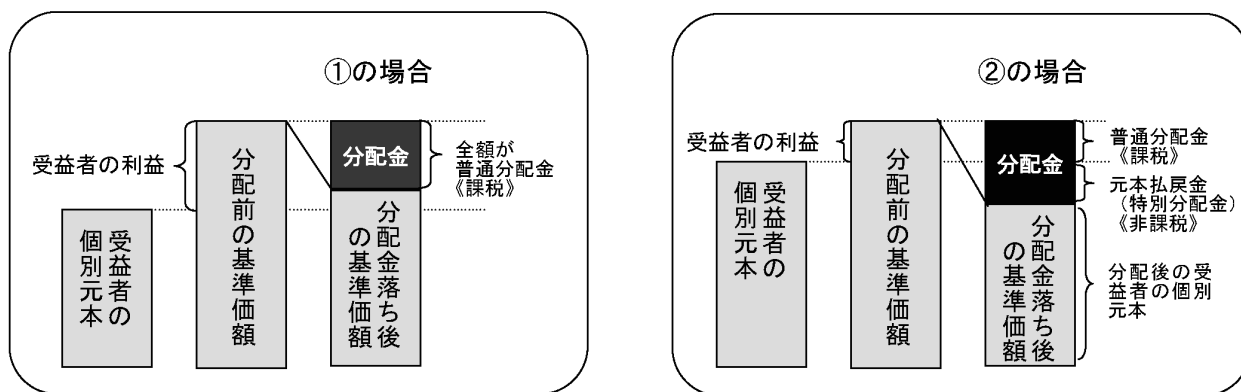 ①の場合
受益者の利益
受益者の
個別元本
分配前の基準価額
分配金
全額が
普通分配金
《課税》
分配金落ち後
の基準価額
②の場合
受益者の利益
受益者の
個別元本
分配前の基準価額
分配金
普通分配金
《課税》
元本払戻金
(特別分配金)
《非課税》
分配金落ち後
の基準価額
分配後の受
益者の個別
元本